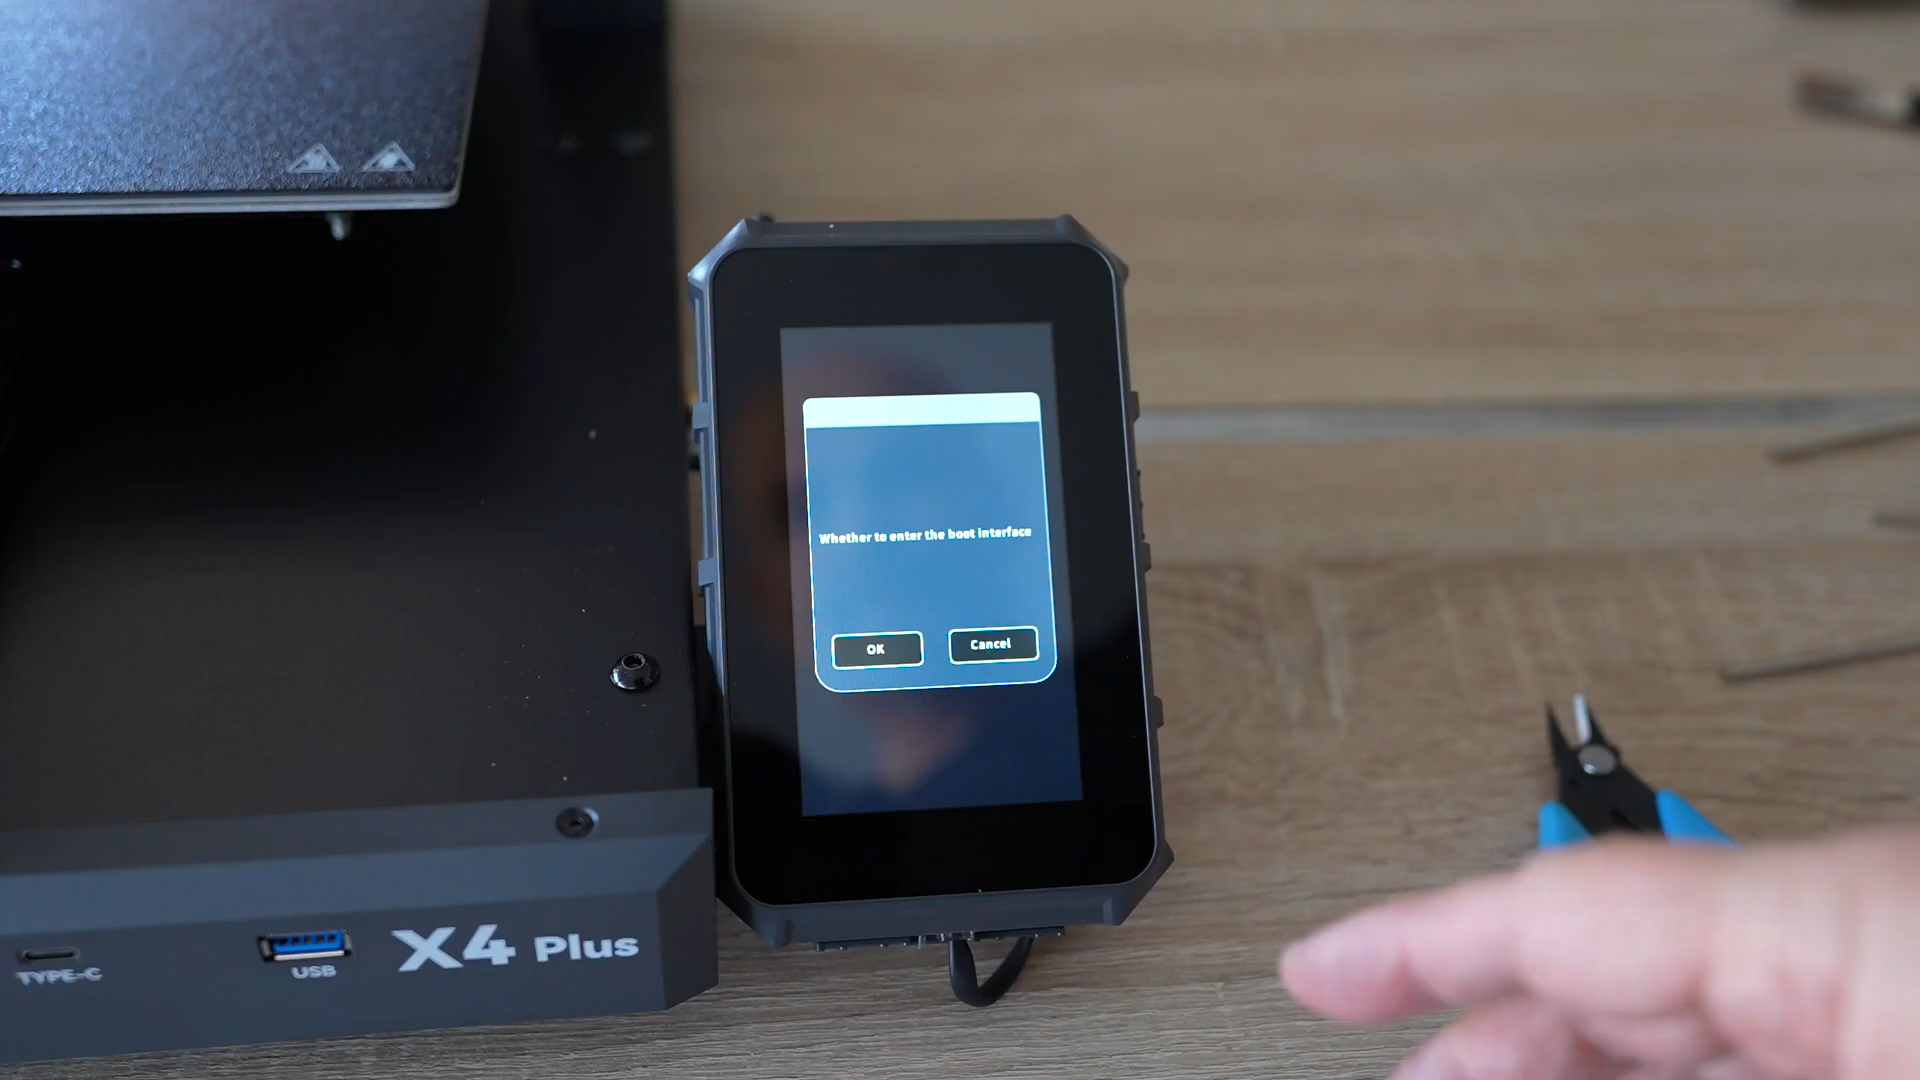 Whether to enter the boot interface
OK
Cancel
TYPE-C
USB
X4 Plus